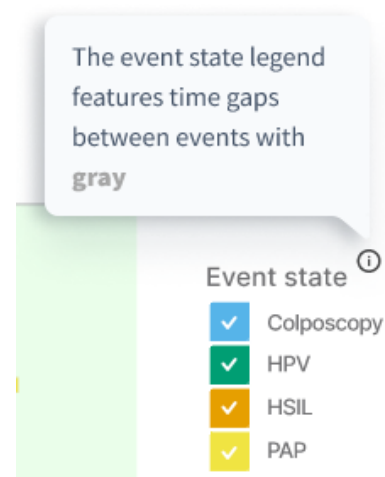 The event state legend
features time gaps
between events with
gray
Event state
Colposcopy
HPV
HSIL
PAP